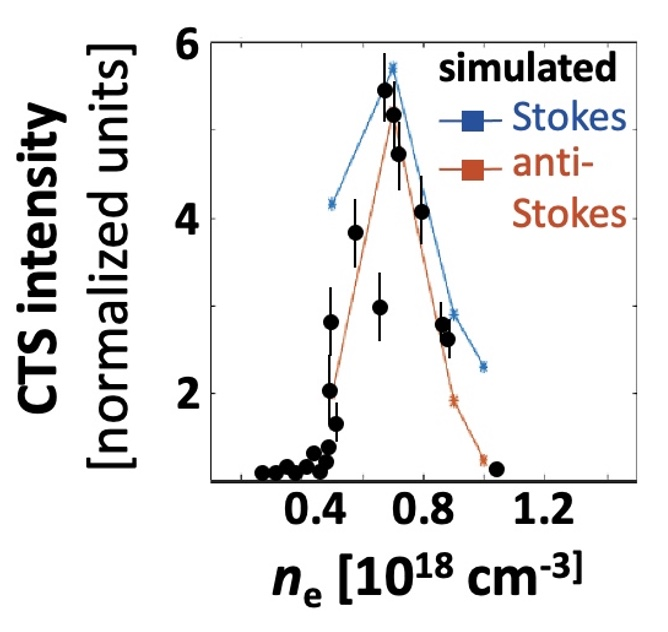 6
4
2
CTS intensity
[normalized units]
simulated
Stokes
anti-
Stokes
0.4 0.8 1.2
nₑ [10¹⁸ cm⁻³]